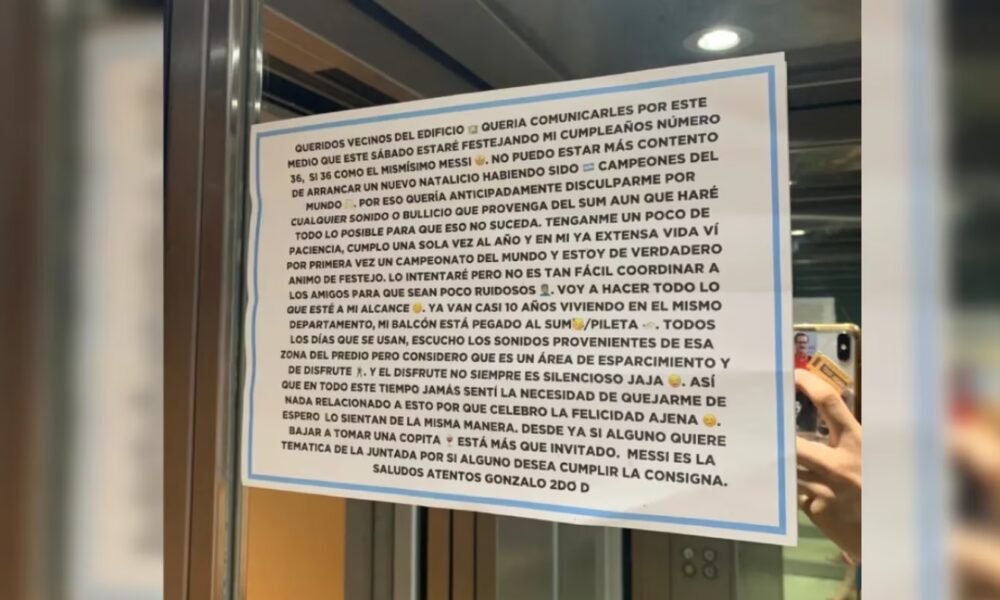 QUERIDOS VECINOS DEL EDIFICIO 🏡 QUERIA COMUNICARLES POR ESTE
MEDIO QUE ESTE SÁBADO ESTARÉ FESTEJANDO MI CUMPLEAÑOS NÚMERO
36, SI 36 COMO EL MISMÍSIMO MESSI 🤩. NO PUEDO ESTAR MÁS CONTENTO
DE ARRANCAR UN NUEVO NATALICIO HABIENDO SIDO 🇦🇷 CAMPEONES DEL
MUNDO. POR ESO QUERÍA ANTICIPADAMENTE DISCULPARME POR
CUALQUIER SONIDO O BULLICIO QUE PROVENGA DEL SUM AUN QUE HARÉ
TODO LO POSIBLE PARA QUE ESO NO SUCEDA. TENGANME UN POCO DE
PACIENCIA, CUMPLO UNA SOLA VEZ AL AÑO Y EN MI YA EXTENSA VIDA VÍ
POR PRIMERA VEZ UN CAMPEONATO DEL MUNDO Y ESTOY DE VERDADERO
ANIMO DE FESTEJO. LO INTENTARÉ PERO NO ES TAN FÁCIL COORDINAR A
LOS AMIGOS PARA QUE SEAN POCO RUIDOSOS 🤦🏽‍♂️. VOY A HACER TODO LO
QUE ESTÉ A MI ALCANCE 👏. YA VAN CASI 10 AÑOS VIVIENDO EN EL MISMO
DEPARTAMENTO, MI BALCÓN ESTÁ PEGADO AL SUM🥳/PILETA. TODOS
LOS DÍAS QUE SE USAN, ESCUCHO LOS SONIDOS PROVENIENTES DE ESA
ZONA DEL PREDIO PERO CONSIDERO QUE ES UN ÁREA DE ESPARCIMIENTO Y
DE DISFRUTE 🕺. Y EL DISFRUTE NO SIEMPRE ES SILENCIOSO JAJA 😅. ASÍ
QUE EN TODO ESTE TIEMPO JAMÁS SENTÍ LA NECESIDAD DE QUEJARME DE
NADA RELACIONADO A ESTO POR QUE CELEBRO LA FELICIDAD AJENA 😊.
ESPERO LO SIENTAN DE LA MISMA MANERA. DESDE YA SI ALGUNO QUIERE
BAJAR A TOMAR UNA COPITA 🍷 ESTÁ MÁS QUE INVITADO. MESSI ES LA
TEMATICA DE LA JUNTADA POR SI ALGUNO DESEA CUMPLIR LA CONSIGNA.
SALUDOS ATENTOS GONZALO 2DO D